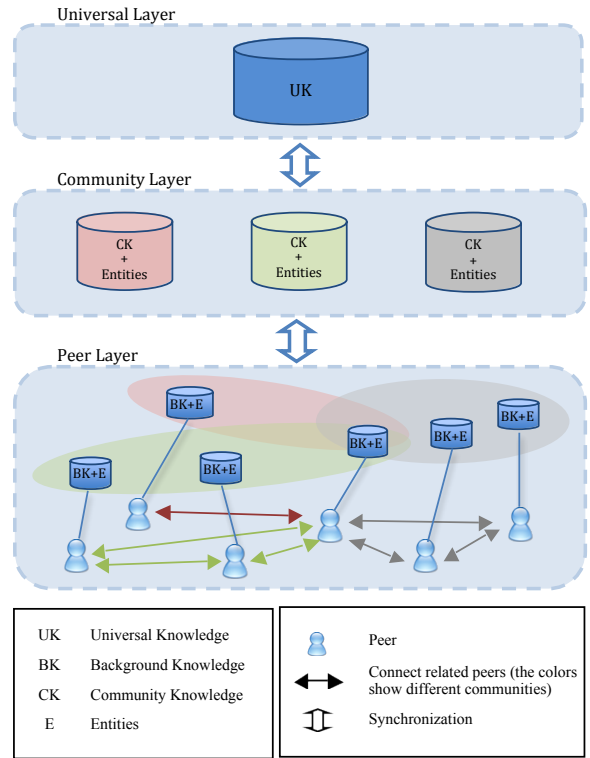 Universal Layer
UK
Community Layer
CK
+
Entities
CK
+
Entities
CK
+
Entities
Peer Layer
BK+E
BK+E
BK+E
BK+E
BK+E
BK+E
UK Universal Knowledge
BK Background Knowledge
CK Community Knowledge
E Entities
Peer
Connect related peers (the colors
show different communities)
Synchronization